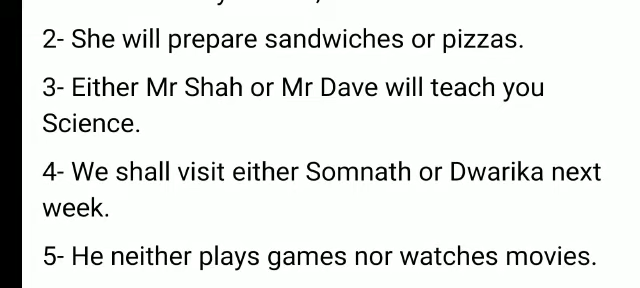 2- She will prepare sandwiches or pizzas.
3- Either Mr Shah or Mr Dave will teach you
Science.
4- We shall visit either Somnath or Dwarika next
week.
5- He neither plays games nor watches movies.